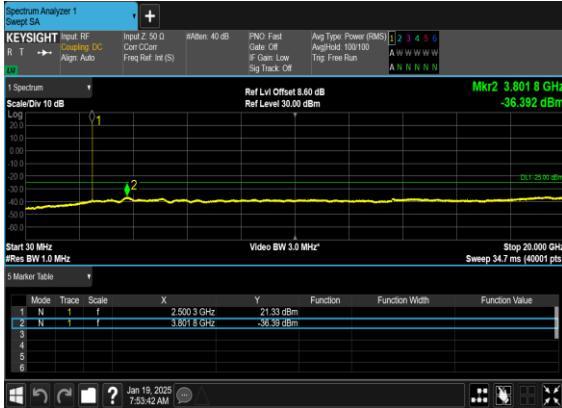 Spectrum Analyzer 1
Swept SA
+
KEYSIGHT Input: RF Input Z: 50 Ω #Atten: 40 dB PNO: Fast Avg Type: Power (RMS) 1 2 3 4 5 6
R T Coupling: DC Corr CCorr Gate: Off Avg|Hold: 100/100 A W W W W W
Align: Auto Freq Ref: Int (S) IF Gain: Low Trig: Free Run
LXI Sig Track: Off A N N N N N
1 Spectrum Ref Lvl Offset 8.60 dB Mkr2 3.801 8 GHz
Scale/Div 10 dB Ref Level 30.00 dBm -36.392 dBm
Log
1
20.0
10.0
0.00
-10.0
-20.0 DL1 -25.00 dBm
-30.0 2
-40.0
-50.0
-60.0
Start 30 MHz Video BW 3.0 MHz* Stop 20.000 GHz
#Res BW 1.0 MHz Sweep 34.7 ms (40001 pts)
5 Marker Table
Mode Trace Scale X Y Function Function Width Function Value
1 N 1 f 2.500 3 GHz 21.33 dBm
2 N 1 f 3.801 8 GHz -36.39 dBm
3
4
5
6
? Jan 19, 2025
7:53:42 AM